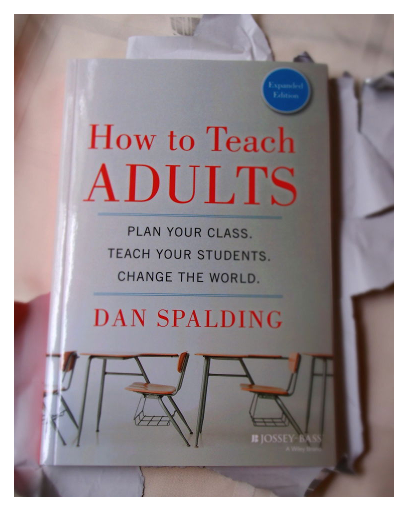 Expanded
Edition
How to Teach
ADULTS
PLAN YOUR CLASS.
TEACH YOUR STUDENTS.
CHANGE THE WORLD.
DAN SPALDING
JOSSEY-BASS
A Wiley Brand